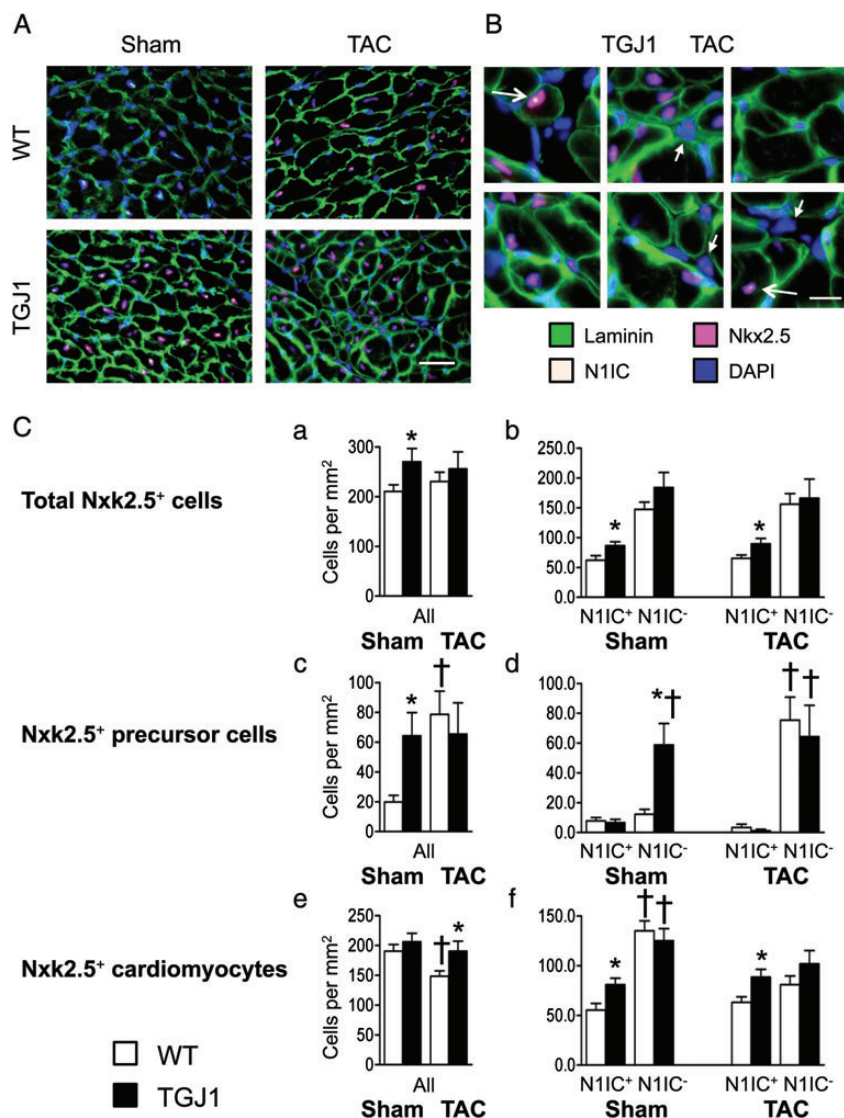 A
Sham TAC
WT
TGJ1
B
TGJ1 TAC
Laminin Nkx2.5
N1IC DAPI
C
Total Nxk2.5+ cells
a
Cells per mm2
*
300
200
100
0
All
Sham TAC
b
250.0
200.0
150.0
100.0
50.0
0.0
* *
N1IC+ N1IC- N1IC+ N1IC-
Sham TAC
Nxk2.5+ precursor cells
c
Cells per mm2
* †
100
80
60
40
20
0
All
Sham TAC
d
100.0
80.0
60.0
40.0
20.0
0.0
*† † †
N1IC+ N1IC- N1IC+ N1IC-
Sham TAC
Nxk2.5+ cardiomyocytes
e
Cells per mm2
† *
250
200
150
100
50
0
All
Sham TAC
f
150.0
100.0
50.0
0.0
* † † *
N1IC+ N1IC- N1IC+ N1IC-
Sham TAC
WT
TGJ1